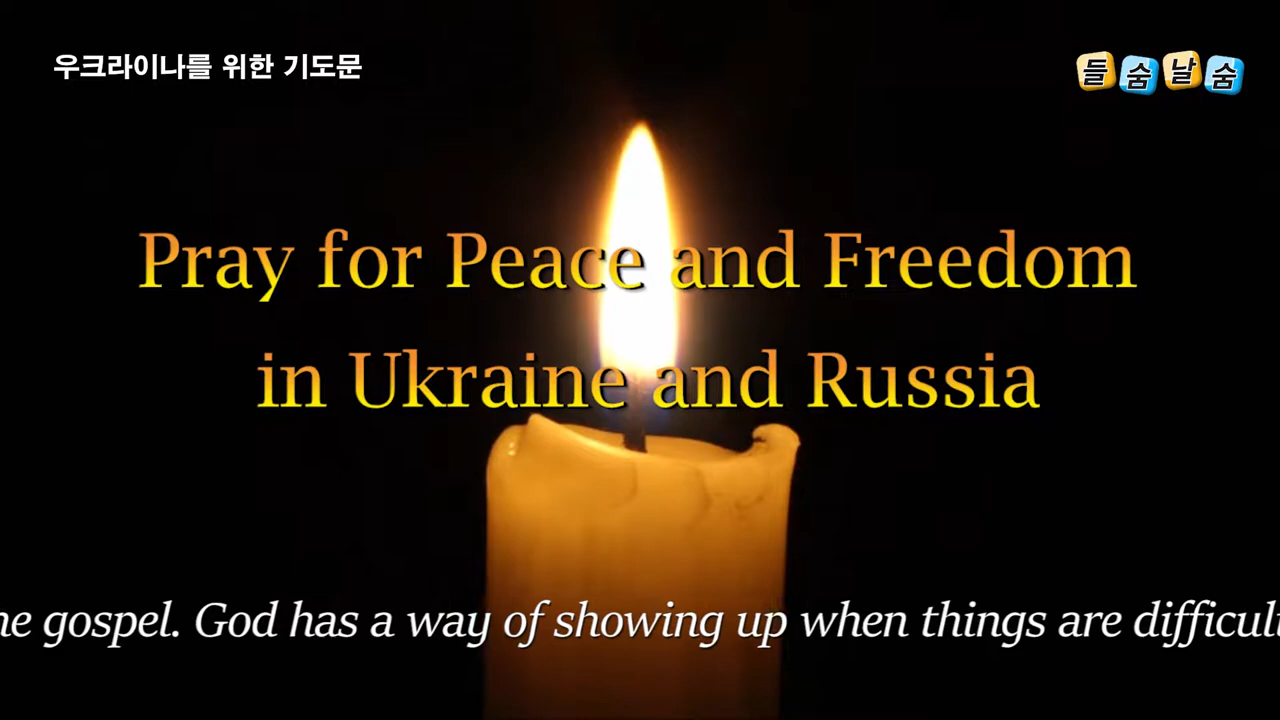 우크라이나를 위한 기도문
들숨날숨
Pray for Peace and Freedom
in Ukraine and Russia
gospel. God has a way of showing up when things are